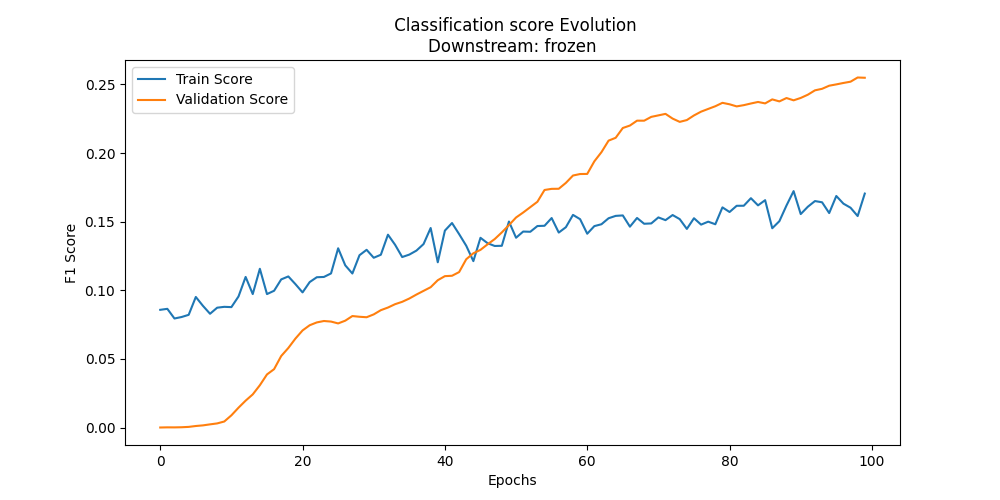 Classification score Evolution
Downstream: frozen
Train Score
Validation Score
F1 Score
0.25
0.20
0.15
0.10
0.05
0.00
0 20 40 60 80 100
Epochs